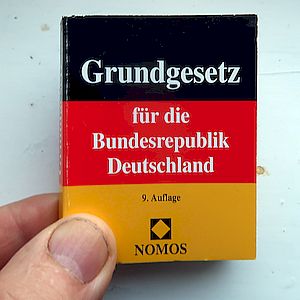 Grundgesetz
für die
Bundesrepublik
Deutschland
9. Auflage
NOMOS